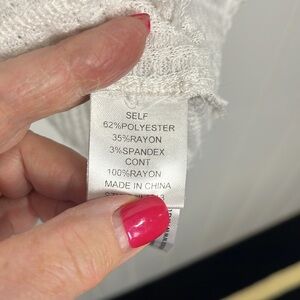 SELF
62%POLYESTER
35%RAYON
3%SPANDEX
CONT
100%RAYON
MADE IN CHINA